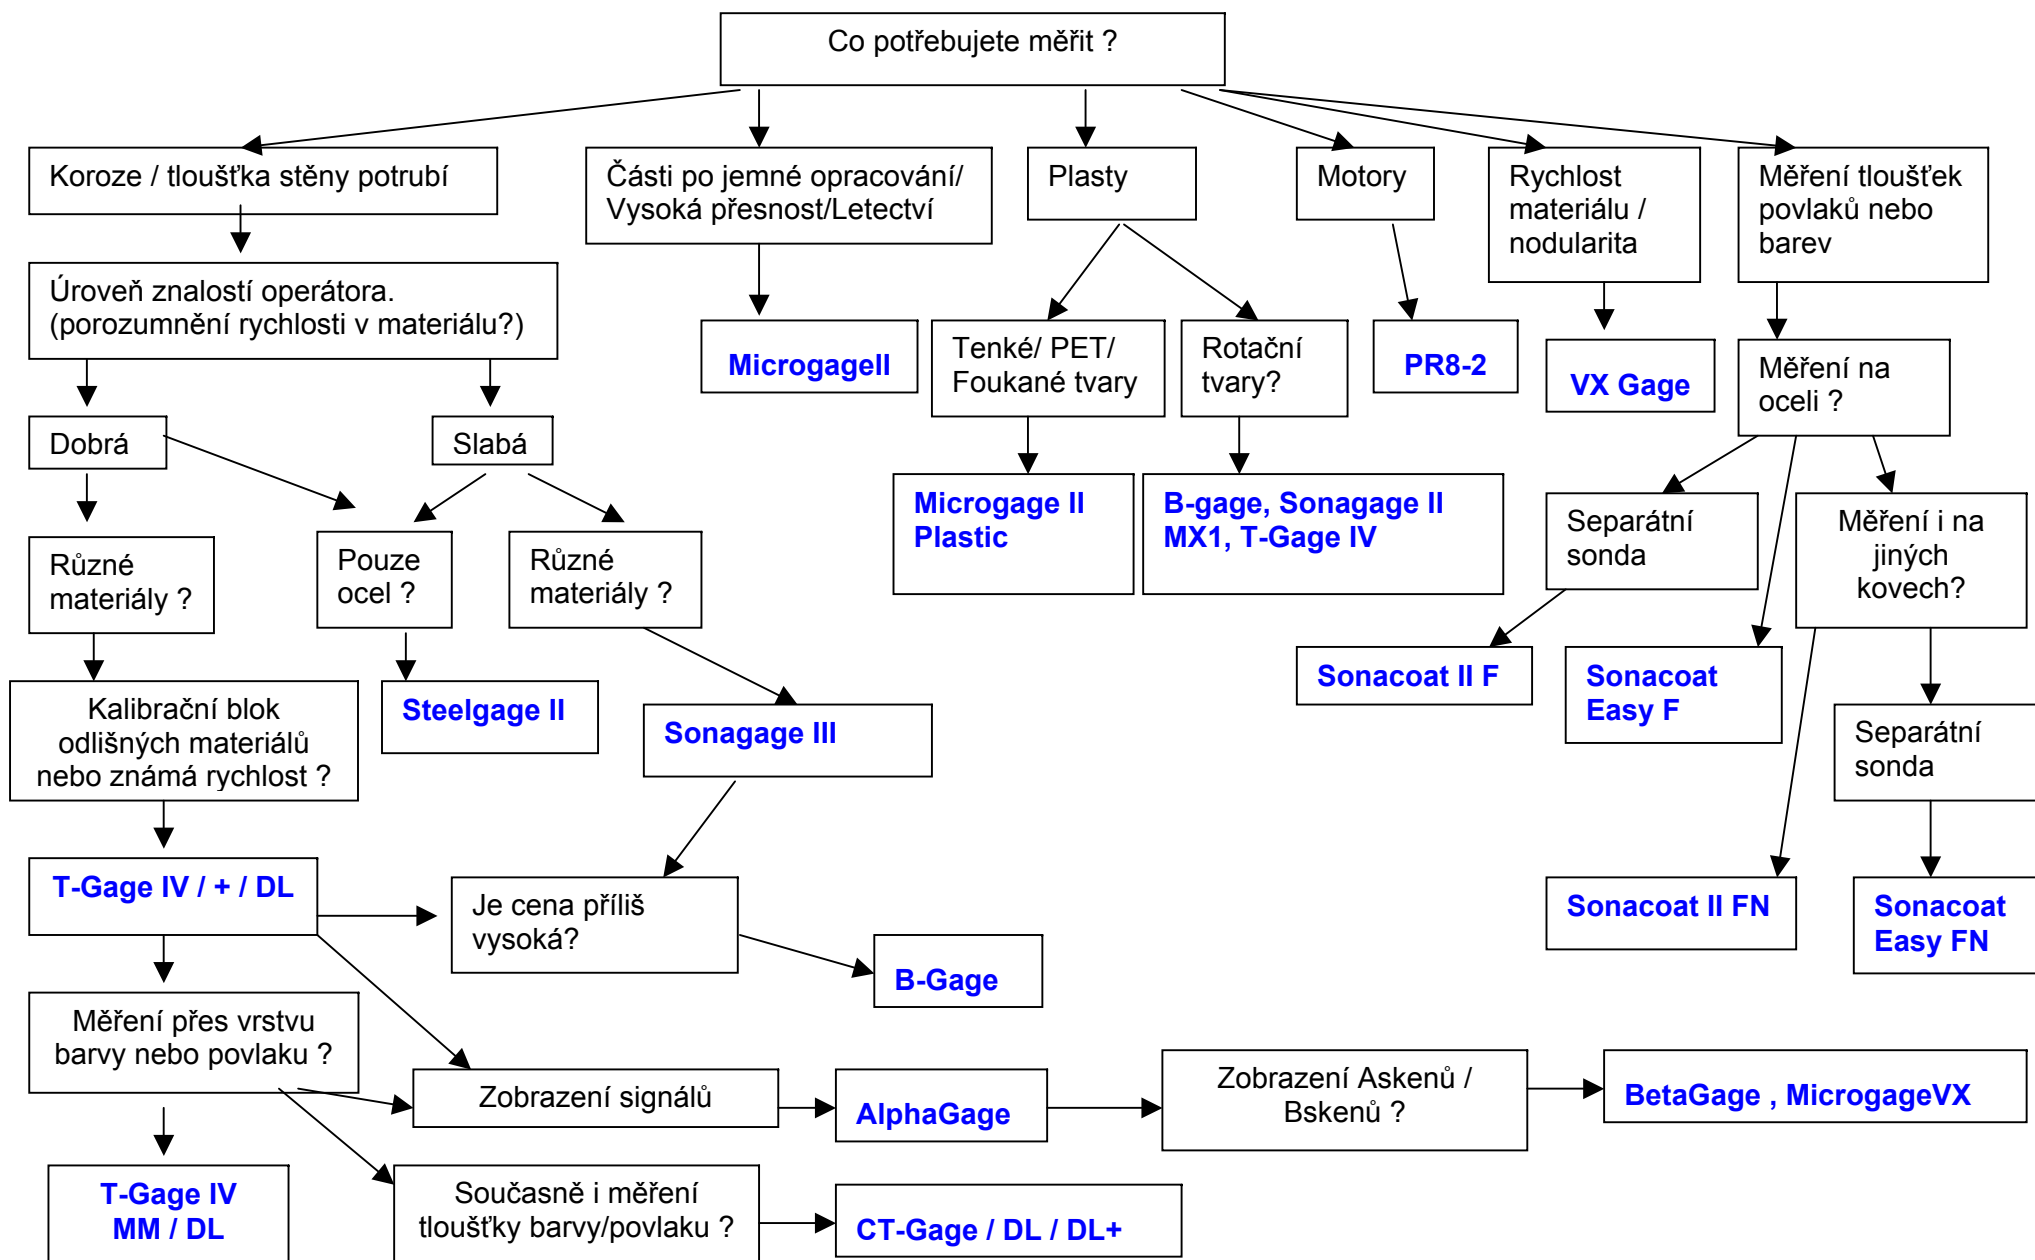 Co potřebujete měřit ?
Koroze / tloušťka stěny potrubí
Části po jemné opracování/
Vysoká přesnost/Letectví
Plasty
Motory
Rychlost
materiálu /
nodularita
Měření tloušťek
povlaků nebo
barev
Úroveň znalostí operátora.
(porozumnění rychlosti v materiálu?)
MicrogageII
Tenké/ PET/
Foukané tvary
Rotační
tvary?
PR8-2
VX Gage
Měření na
oceli ?
Dobrá
Slabá
Microgage II
Plastic
B-gage, Sonagage II
MX1, T-Gage IV
Separátní
sonda
Měření i na
jiných
kovech?
Různé
materiály ?
Pouze
ocel ?
Různé
materiály ?
Sonacoat II F
Sonacoat
Easy F
Kalibrační blok
odlišných materiálů
nebo známá rychlost ?
Steelgage II
Sonagage III
Separátní
sonda
T-Gage IV / + / DL
Je cena příliš
vysoká?
B-Gage
Sonacoat II FN
Sonacoat
Easy FN
Měření přes vrstvu
barvy nebo povlaku ?
Zobrazení signálů
AlphaGage
Zobrazení Askenů /
Bskenů ?
BetaGage , MicrogageVX
T-Gage IV
MM / DL
Současně i měření
tloušťky barvy/povlaku ?
CT-Gage / DL / DL+